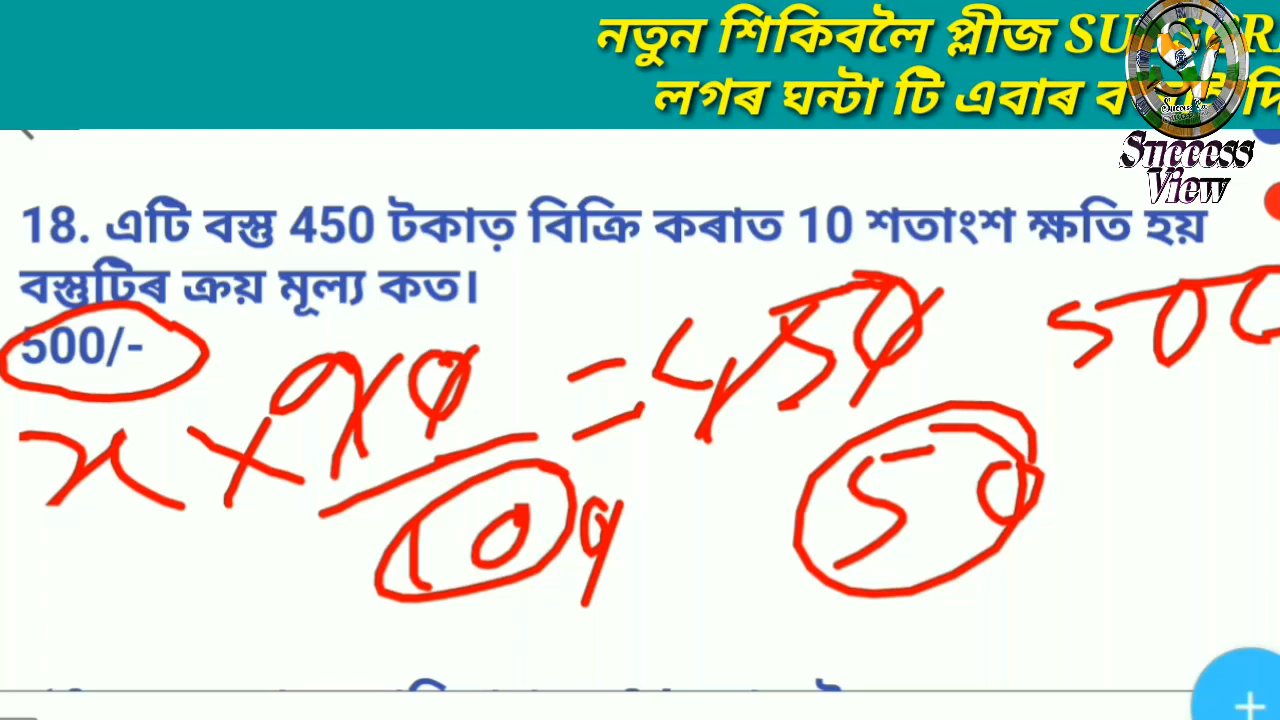 নতুন শিকিবলৈ প্লীজ
লগৰ ঘন্টা টি এবাৰ
Success
View
18. এটি বস্তু 450 টকাত় বিক্ৰি কৰাত 10 শতাংশ ক্ষতি হয়
বস্তুটিৰ ক্ৰয় মূল্য কত।
500/-
x × 90/100 = 450
50
500